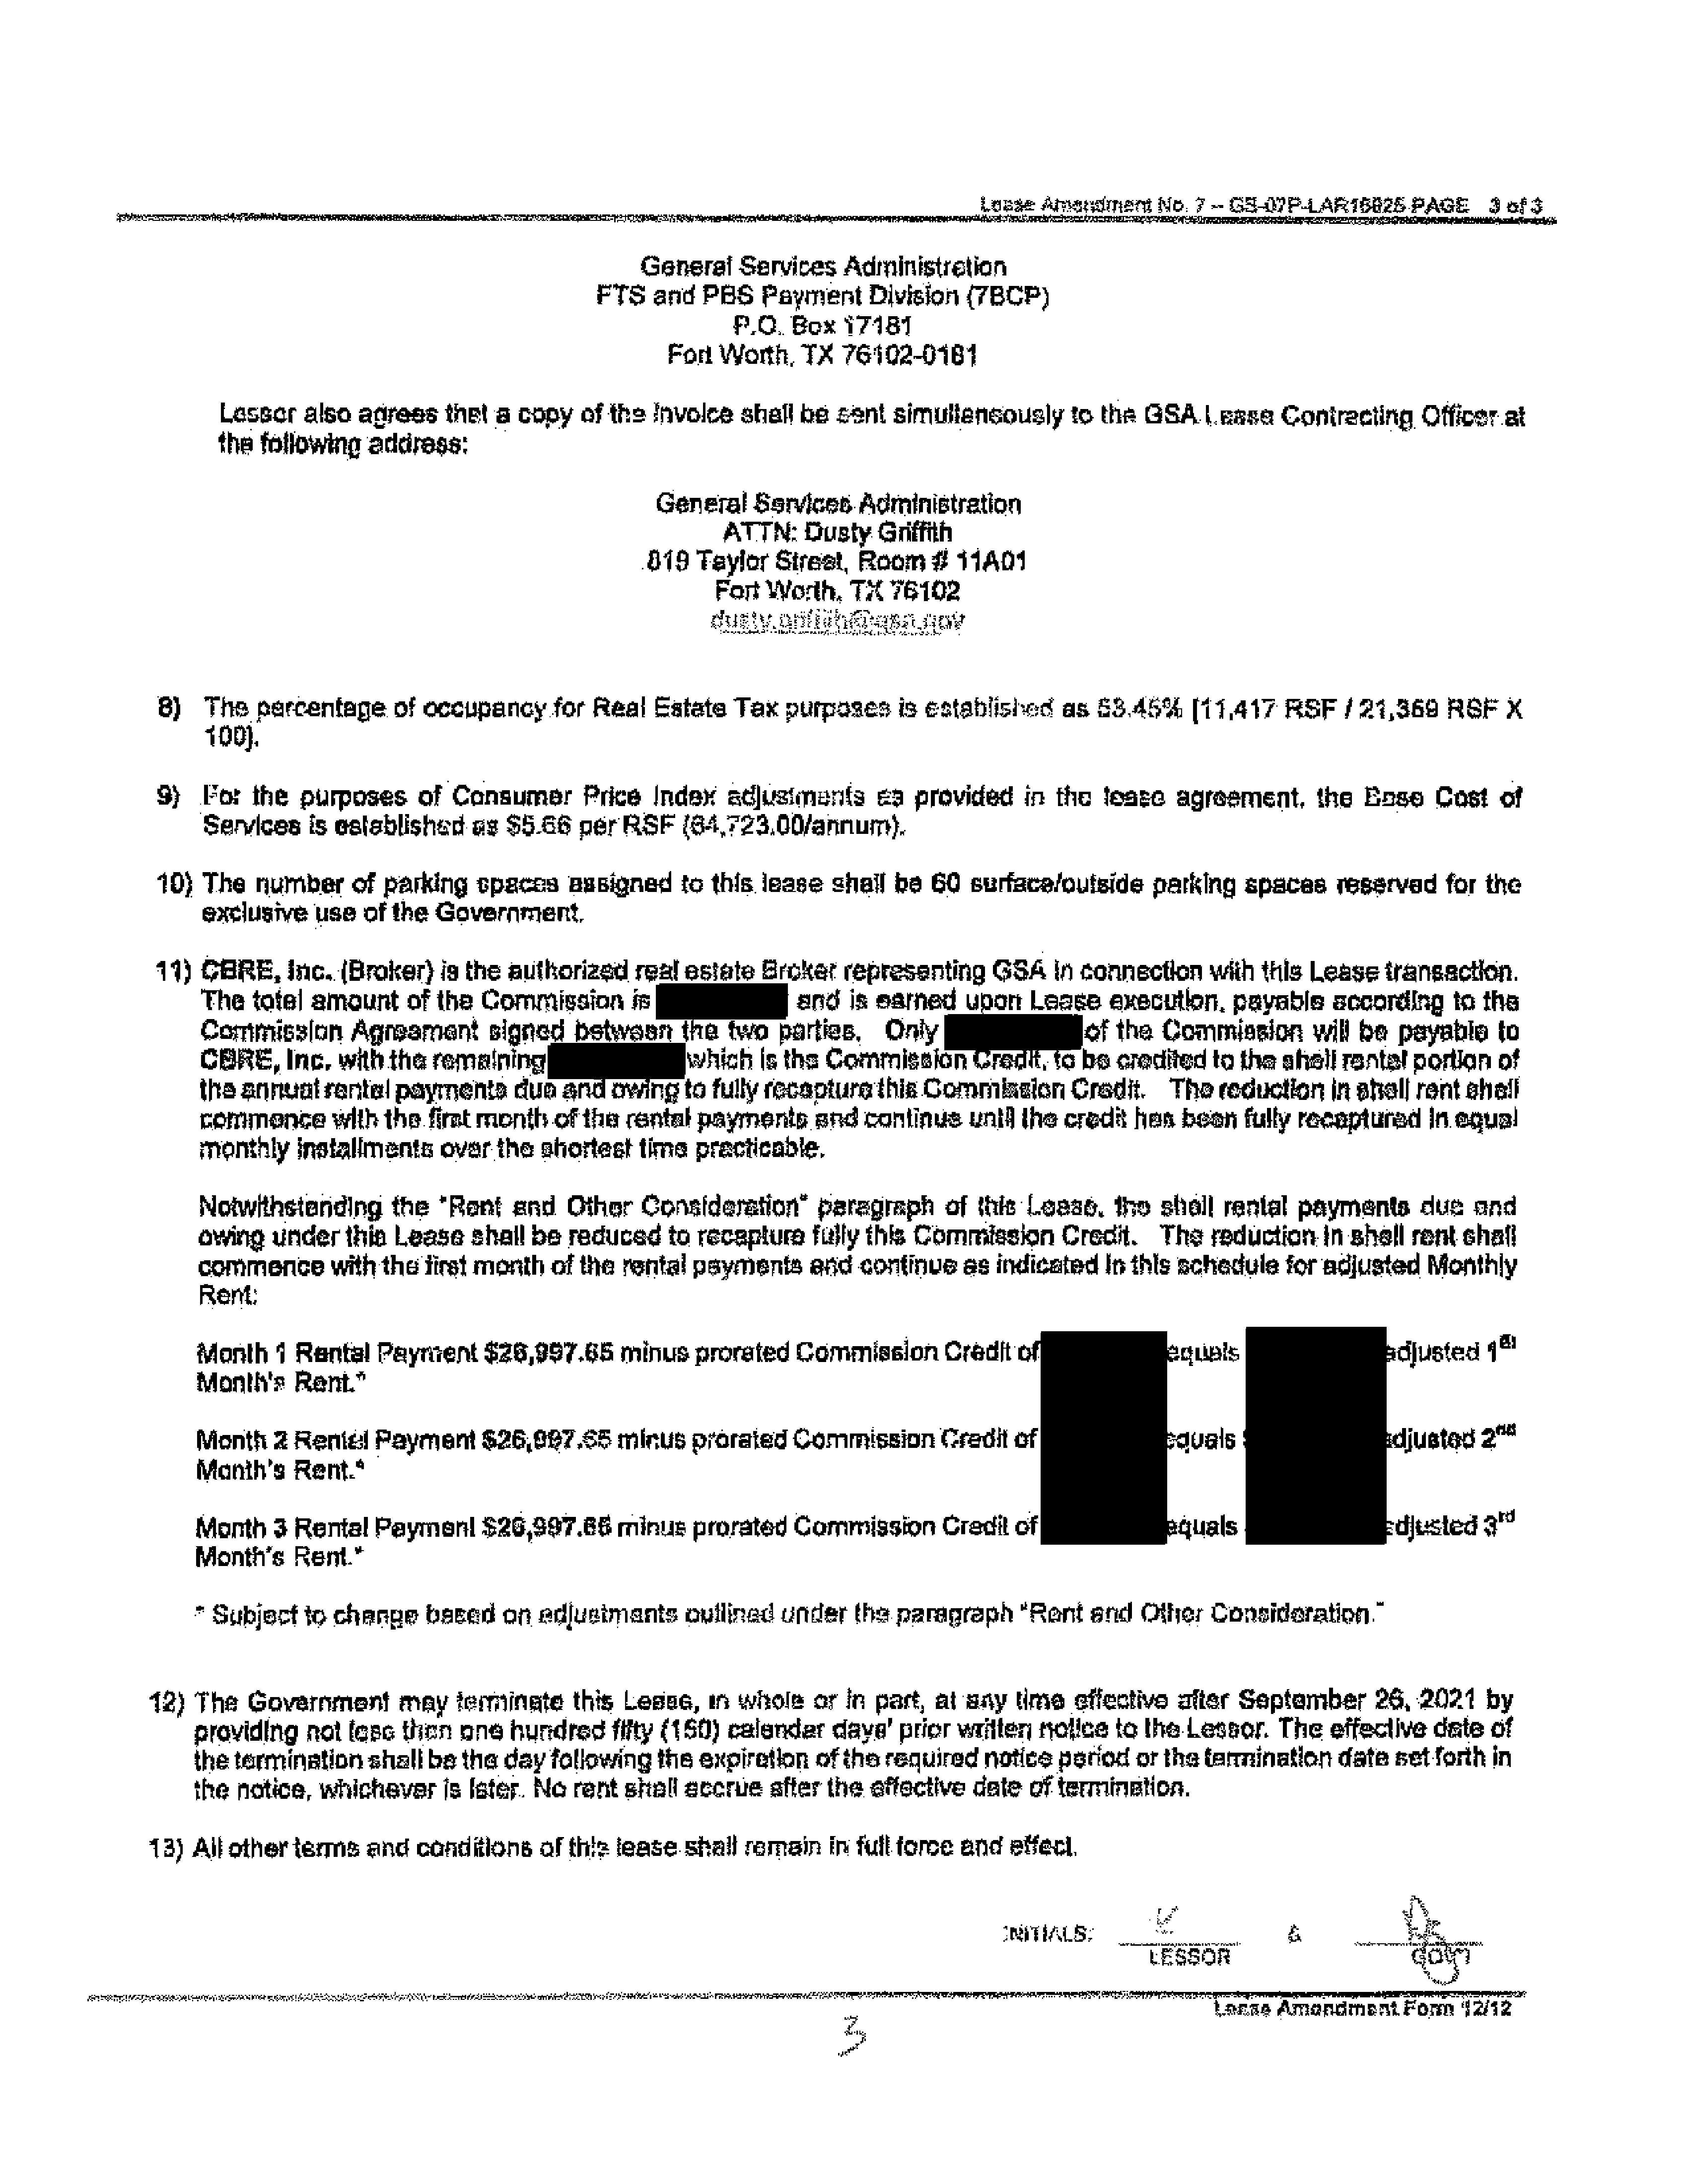 Lease Amendment No. 7 – GS-07P-LAR16825 PAGE 3 of 3
General Services Administration
FTS and PBS Payment Division (7BCP)
P.O. Box 17181
Fort Worth, TX 76102-0181
Lessor also agrees that a copy of the invoice shall be sent simultaneously to the GSA Lease Contracting Officer at
the following address:
General Services Administration
ATTN: Dusty Griffith
819 Taylor Street, Room # 11A01
Fort Worth, TX 76102
dusty.griffith@gsa.gov
8) The percentage of occupancy for Real Estate Tax purposes is established as 53.45% [11,417 RSF / 21,359 RSF X
100].
9) For the purposes of Consumer Price Index adjustments as provided in the lease agreement, the Base Cost of
Services is established as $5.66 per RSF (64,723.00/annum).
10) The number of parking spaces assigned to this lease shall be 60 surface/outside parking spaces reserved for the
exclusive use of the Government.
11) CBRE, Inc. (Broker) is the authorized real estate Broker representing GSA in connection with this Lease transaction.
The total amount of the Commission is and is earned upon Lease execution, payable according to the
Commission Agreement signed between the two parties. Only of the Commission will be payable to
CBRE, Inc. with the remaining which is the Commission Credit, to be credited to the shell rental portion of
the annual rental payments due and owing to fully recapture this Commission Credit. The reduction in shell rent shall
commence with the first month of the rental payments and continue until the credit has been fully recaptured in equal
monthly installments over the shortest time practicable.
Notwithstanding the "Rent and Other Consideration" paragraph of this Lease, the shell rental payments due and
owing under this Lease shall be reduced to recapture fully this Commission Credit. The reduction in shell rent shall
commence with the first month of the rental payments and continue as indicated in this schedule for adjusted Monthly
Rent:
Month 1 Rental Payment $26,997.65 minus prorated Commission Credit of equals adjusted 1st
Month's Rent.*
Month 2 Rental Payment $26,997.65 minus prorated Commission Credit of equals adjusted 2nd
Month's Rent.*
Month 3 Rental Payment $26,997.65 minus prorated Commission Credit of equals adjusted 3rd
Month's Rent.*
* Subject to change based on adjustments outlined under the paragraph "Rent and Other Consideration."
12) The Government may terminate this Lease, in whole or in part, at any time effective after September 26, 2021 by
providing not less than one hundred fifty (150) calendar days' prior written notice to the Lessor. The effective date of
the termination shall be the day following the expiration of the required notice period or the termination date set forth in
the notice, whichever is later. No rent shall accrue after the effective date of termination.
13) All other terms and conditions of this lease shall remain in full force and effect.
INITIALS: &
LESSOR GOV'T
Lease Amendment Form 12/12
3